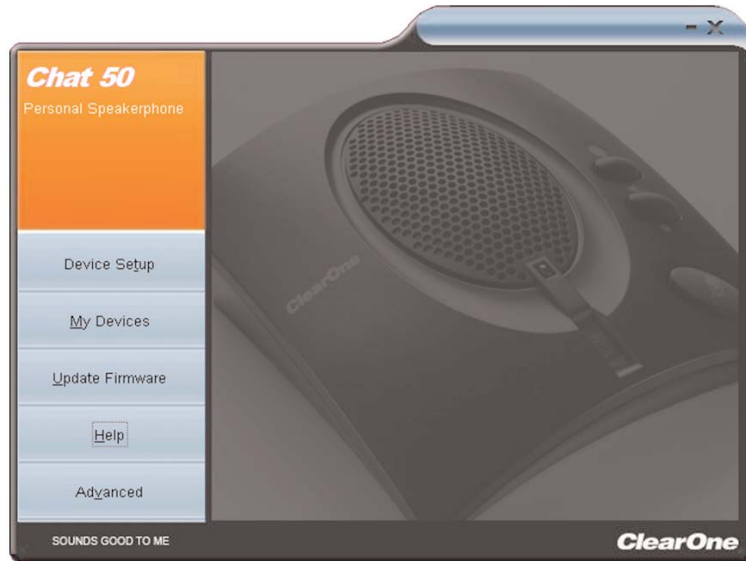 Chat 50
Personal Speakerphone
Device Setup
My Devices
Update Firmware
Help
Advanced
ClearOne
SOUNDS GOOD TO ME
ClearOne